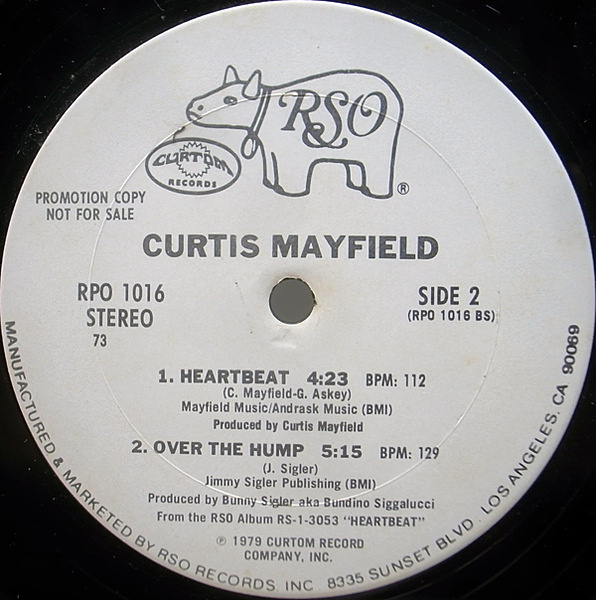 RSO
CURTOM
RECORDS
®
PROMOTION COPY
NOT FOR SALE
CURTIS MAYFIELD
RPO 1016
STEREO
73
SIDE 2
(RPO 1016 BS)
1. HEARTBEAT 4:23 BPM: 112
(C. Mayfield-G. Askey)
Mayfield Music/Andrask Music (BMI)
Produced by Curtis Mayfield
2. OVER THE HUMP 5:15 BPM: 129
(J. Sigler)
Jimmy Sigler Publishing (BMI)
Produced by Bunny Sigler aka Bundino Siggalucci
From the RSO Album RS-1-3053 "HEARTBEAT"
℗ 1979 CURTOM RECORD
COMPANY, INC.
MANUFACTURED & MARKETED BY RSO RECORDS, INC. 8335 SUNSET BLVD. LOS ANGELES, CA 90069